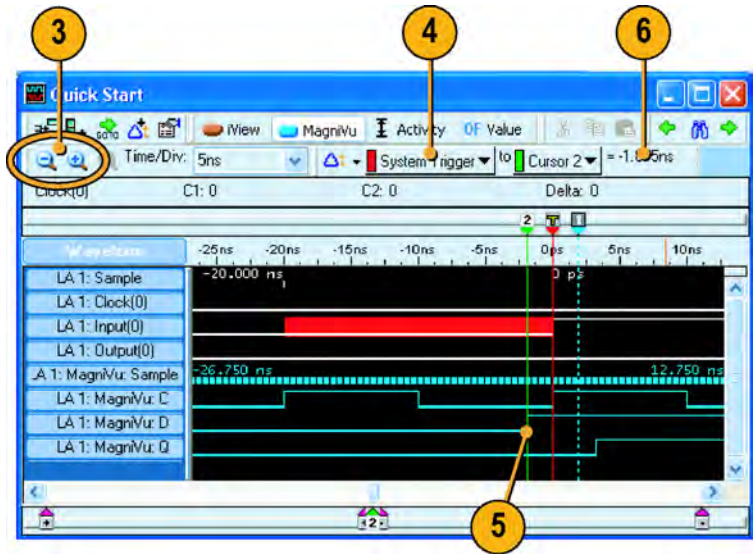 3
4
6
Quick Start
iView MagniVu Activity Value
Time/Div: 5ns System Trigger to Cursor 2
Clock(0) C1: 0 C2: 0 Delta: 0
2 T I
Waveform -25ns -20ns -15ns -10ns -5ns 0ps 5ns 10ns
LA 1: Sample -20.000 ns 0 ps
LA 1: Clock(0)
LA 1: Input(0)
LA 1: Output(0)
LA 1: MagniVu: Sample -26.750 ns 12.750 ns
LA 1: MagniVu: C
LA 1: MagniVu: D
LA 1: MagniVu: Q
2
5